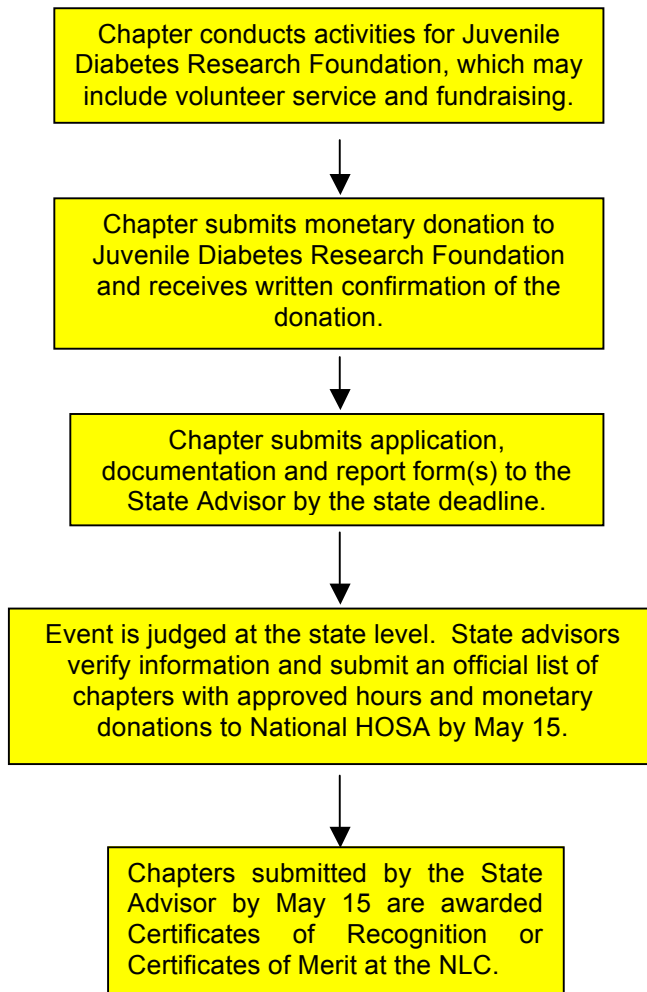 Chapter conducts activities for Juvenile
Diabetes Research Foundation, which may
include volunteer service and fundraising.
Chapter submits monetary donation to
Juvenile Diabetes Research Foundation
and receives written confirmation of the
donation.
Chapter submits application,
documentation and report form(s) to the
State Advisor by the state deadline.
Event is judged at the state level.  State advisors
verify information and submit an official list of
chapters with approved hours and monetary
donations to National HOSA by May 15.
Chapters submitted by the State
Advisor by May 15 are awarded
Certificates of Recognition or
Certificates of Merit at the NLC.